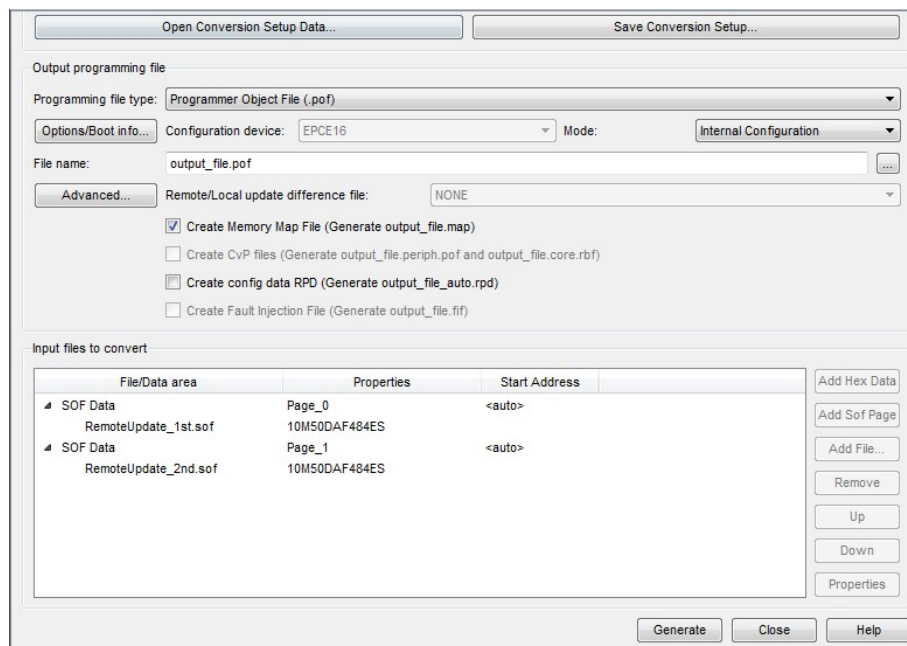 Open Conversion Setup Data... Save Conversion Setup...
Output programming file
Programming file type: Programmer Object File (.pof)
Options/Boot info... Configuration device: EPCE16 Mode: Internal Configuration
File name: output_file.pof ...
Advanced... Remote/Local update difference file: NONE
Create Memory Map File (Generate output_file.map)
Create CvP files (Generate output_file.periph.pof and output_file.core.rbf)
Create config data RPD (Generate output_file_auto.rpd)
Create Fault Injection File (Generate output_file.fif)
Input files to convert
File/Data area Properties Start Address Add Hex Data
SOF Data Page_0 <auto> Add Sof Page
RemoteUpdate_1st.sof 10M50DAF484ES
SOF Data Page_1 <auto> Add File...
RemoteUpdate_2nd.sof 10M50DAF484ES
Remove
Up
Down
Properties
Generate Close Help